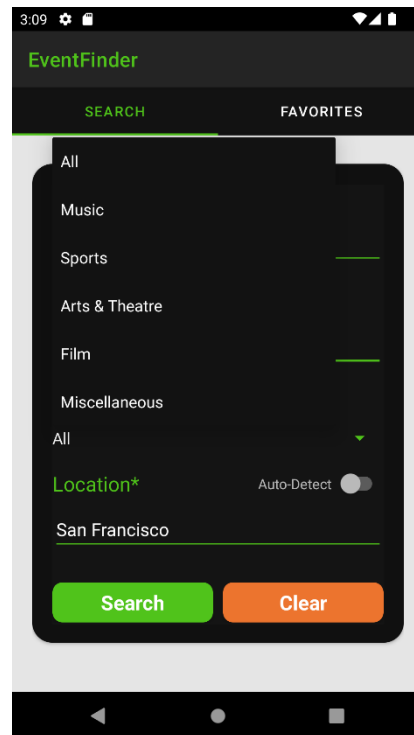 3:09
EventFinder
SEARCH FAVORITES
All
Music
Sports
Arts & Theatre
Film
Miscellaneous
All
Location* Auto-Detect
San Francisco
Search Clear